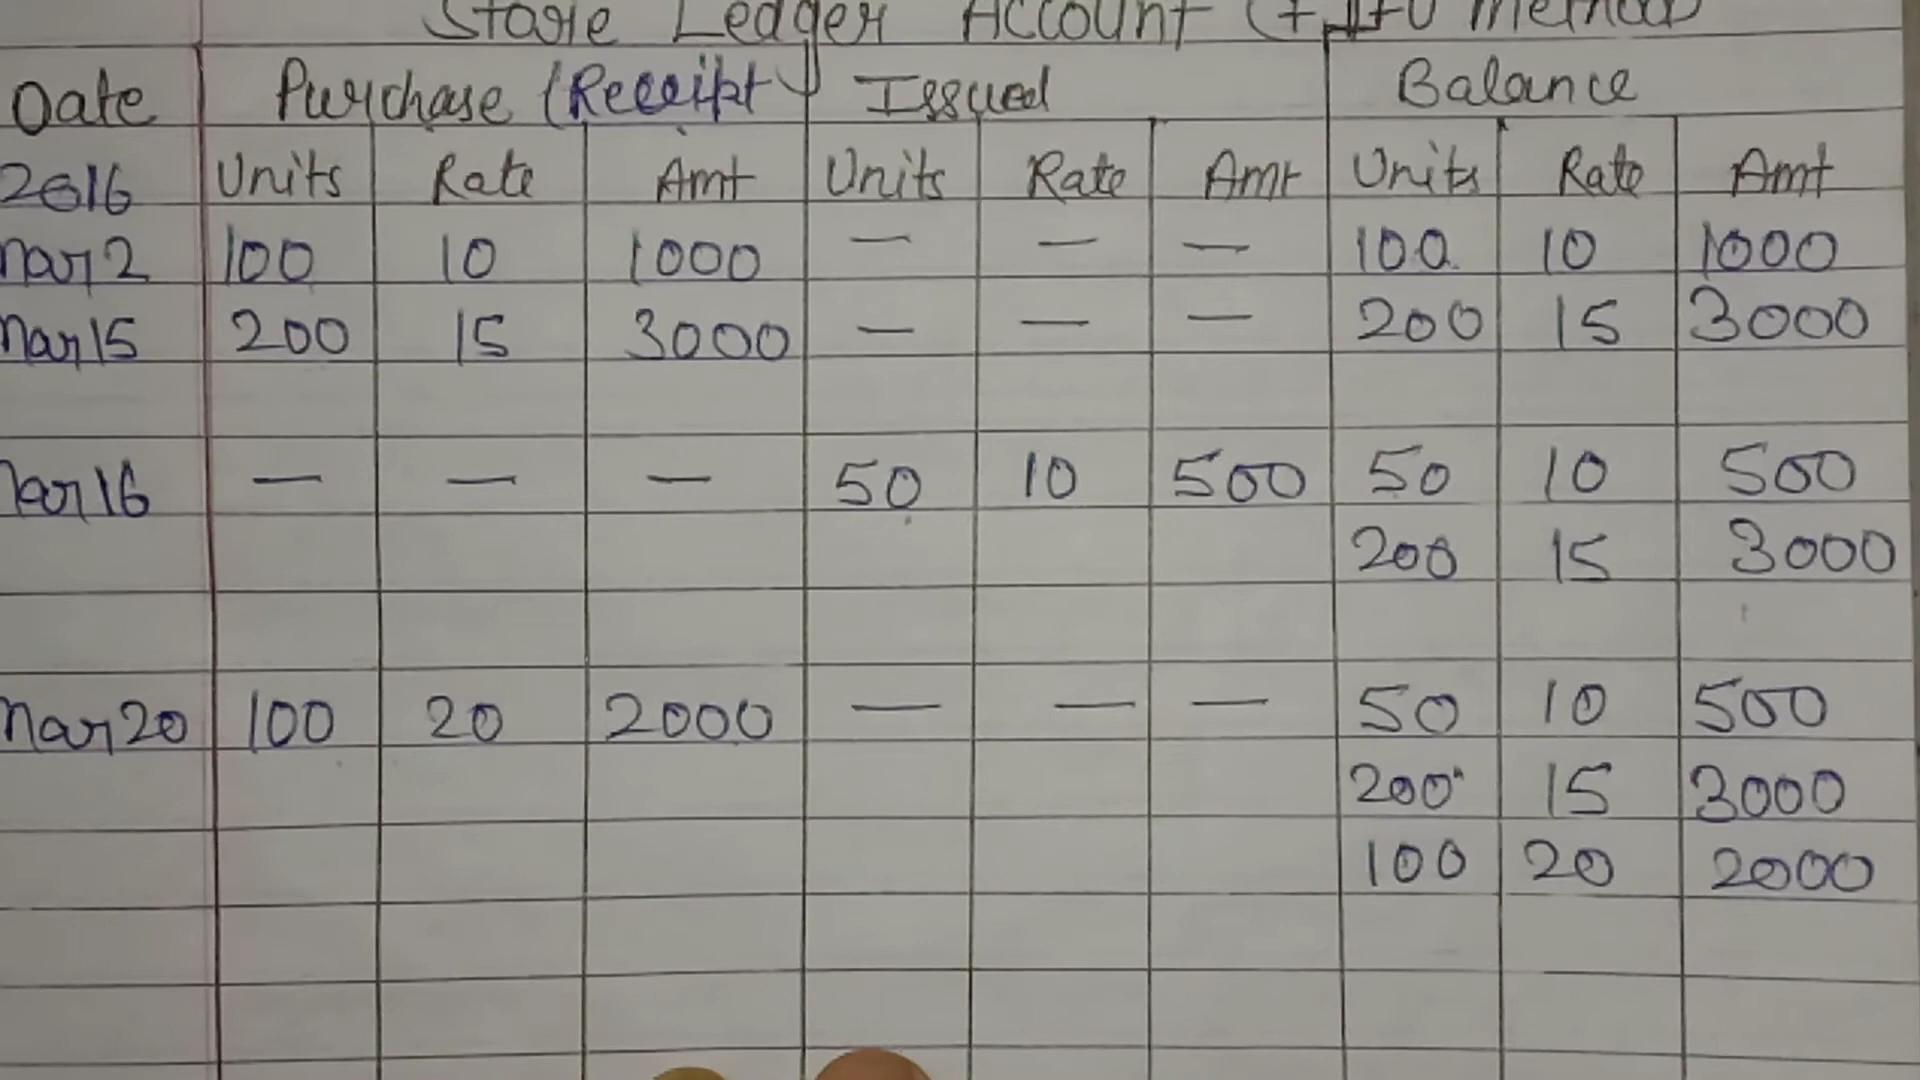 Store Ledger Account (FIFO Method)
Date Purchase (Receipt) Issued Balance
2016 Units Rate Amt Units Rate Amt Units Rate Amt
Mar 2 100 10 1000 — — — 100 10 1000
Mar 15 200 15 3000 — — — 200 15 3000
Mar 16 — — — 50 10 500 50 10 500
200 15 3000
Mar 20 100 20 2000 — — — 50 10 500
200 15 3000
100 20 2000